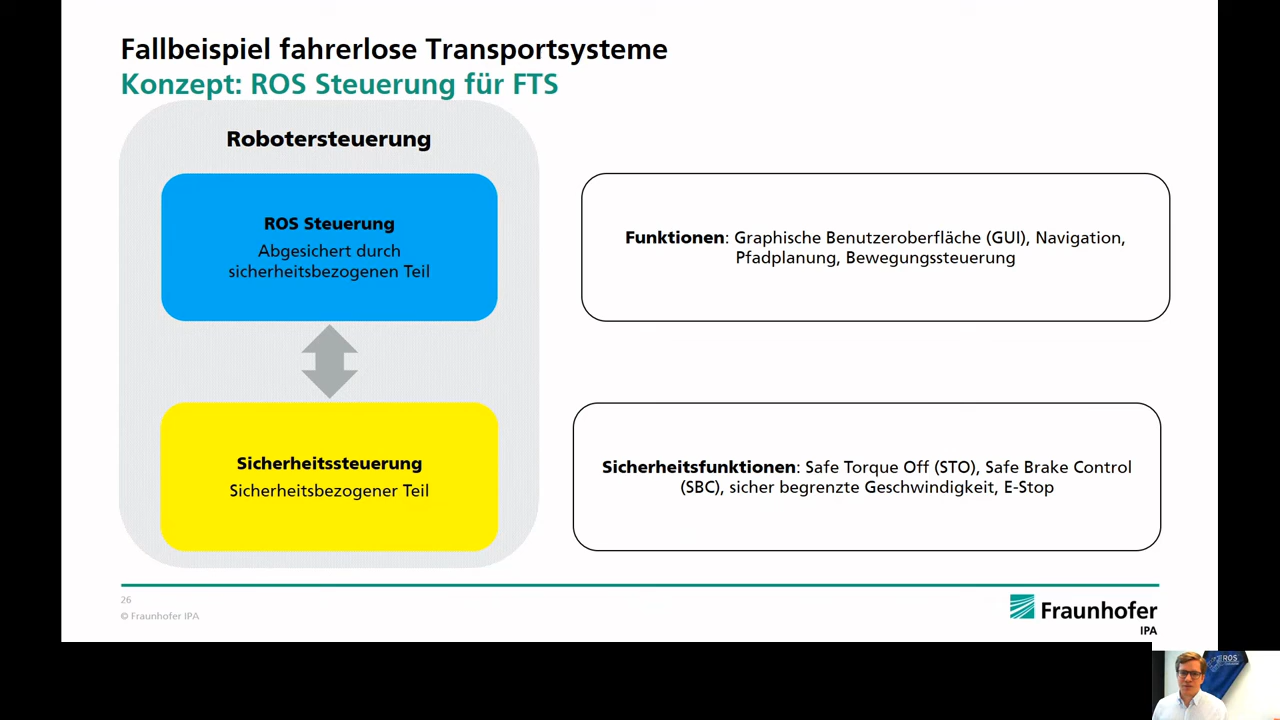 Fallbeispiel fahrerlose Transportsysteme
Konzept: ROS Steuerung für FTS
Robotersteuerung
ROS Steuerung
Abgesichert durch
sicherheitsbezogenen Teil
Funktionen: Graphische Benutzeroberfläche (GUI), Navigation,
Pfadplanung, Bewegungssteuerung
Sicherheitssteuerung
Sicherheitsbezogener Teil
Sicherheitsfunktionen: Safe Torque Off (STO), Safe Brake Control
(SBC), sicher begrenzte Geschwindigkeit, E-Stop
26
© Fraunhofer IPA
Fraunhofer
IPA
ROS